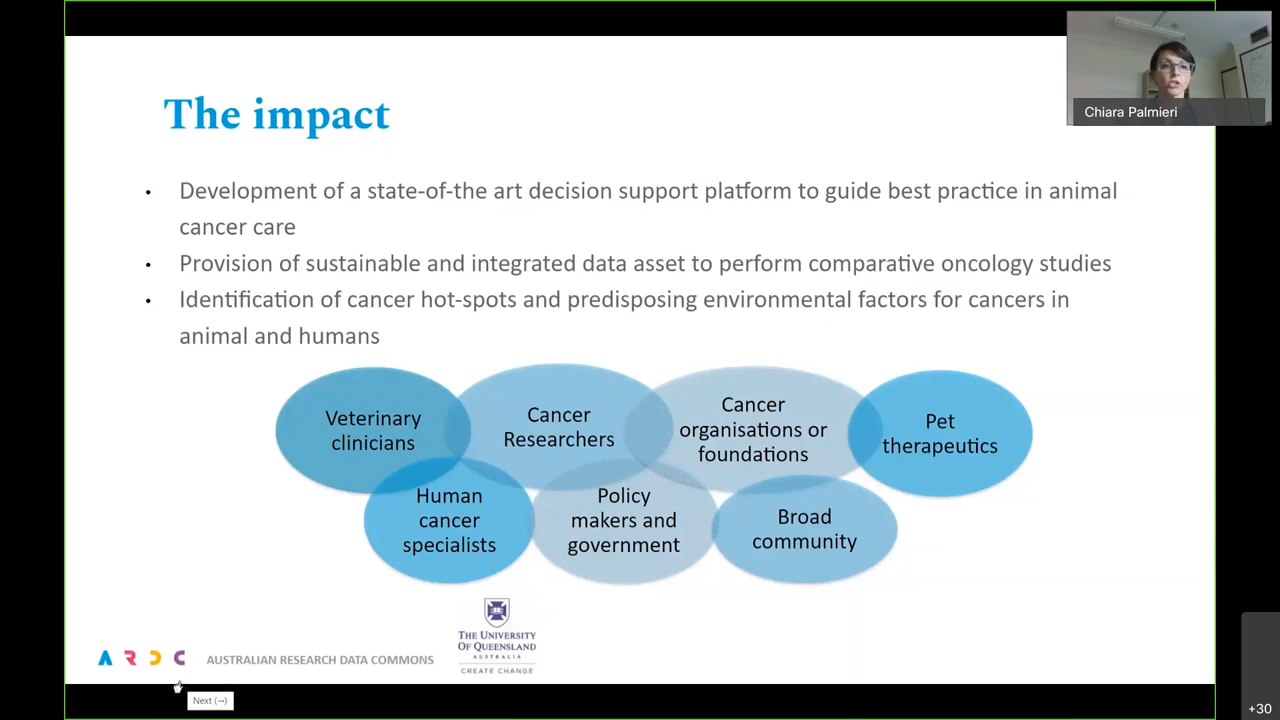 Chiara Palmieri
The impact
• Development of a state-of-the art decision support platform to guide best practice in animal
cancer care
• Provision of sustainable and integrated data asset to perform comparative oncology studies
• Identification of cancer hot-spots and predisposing environmental factors for cancers in
animal and humans
Veterinary
clinicians
Cancer
Researchers
Cancer
organisations or
foundations
Pet
therapeutics
Human
cancer
specialists
Policy
makers and
government
Broad
community
A R D C
AUSTRALIAN RESEARCH DATA COMMONS
THE UNIVERSITY
OF QUEENSLAND
AUSTRALIA
CREATE CHANGE
Next (→)
+30